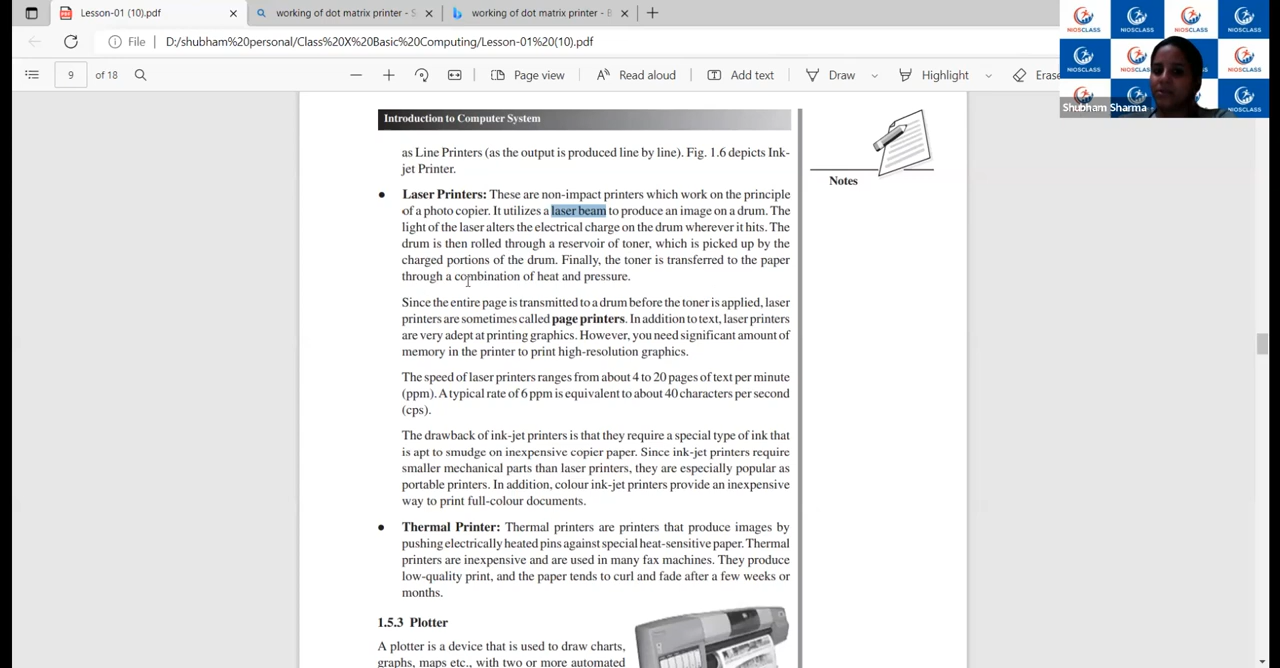 Lesson-01 (10).pdf
working of dot matrix printer - S
working of dot matrix printer - B
File
D:/shubham%20personal/Class%20X%20Basic%20Computing/Lesson-01%20(10).pdf
9 of 18
Page view
Read aloud
Add text
Draw
Highlight
Erase
NIOSCLASS
NIOSCLASS
NIOSCLASS
NIOSCLASS
NIOSCLASS
NIOSCLASS
NIOSCLASS
Shubham Sharma
Introduction to Computer System
as Line Printers (as the output is produced line by line). Fig. 1.6 depicts Ink-
jet Printer.
Notes
● Laser Printers: These are non-impact printers which work on the principle
of a photo copier. It utilizes a laser beam to produce an image on a drum. The
light of the laser alters the electrical charge on the drum wherever it hits. The
drum is then rolled through a reservoir of toner, which is picked up by the
charged portions of the drum. Finally, the toner is transferred to the paper
through a combination of heat and pressure.
Since the entire page is transmitted to a drum before the toner is applied, laser
printers are sometimes called page printers. In addition to text, laser printers
are very adept at printing graphics. However, you need significant amount of
memory in the printer to print high-resolution graphics.
The speed of laser printers ranges from about 4 to 20 pages of text per minute
(ppm). A typical rate of 6 ppm is equivalent to about 40 characters per second
(cps).
The drawback of ink-jet printers is that they require a special type of ink that
is apt to smudge on inexpensive copier paper. Since ink-jet printers require
smaller mechanical parts than laser printers, they are especially popular as
portable printers. In addition, colour ink-jet printers provide an inexpensive
way to print full-colour documents.
● Thermal Printer: Thermal printers are printers that produce images by
pushing electrically heated pins against special heat-sensitive paper. Thermal
printers are inexpensive and are used in many fax machines. They produce
low-quality print, and the paper tends to curl and fade after a few weeks or
months.
1.5.3 Plotter
A plotter is a device that is used to draw charts,
graphs, maps etc., with two or more automated